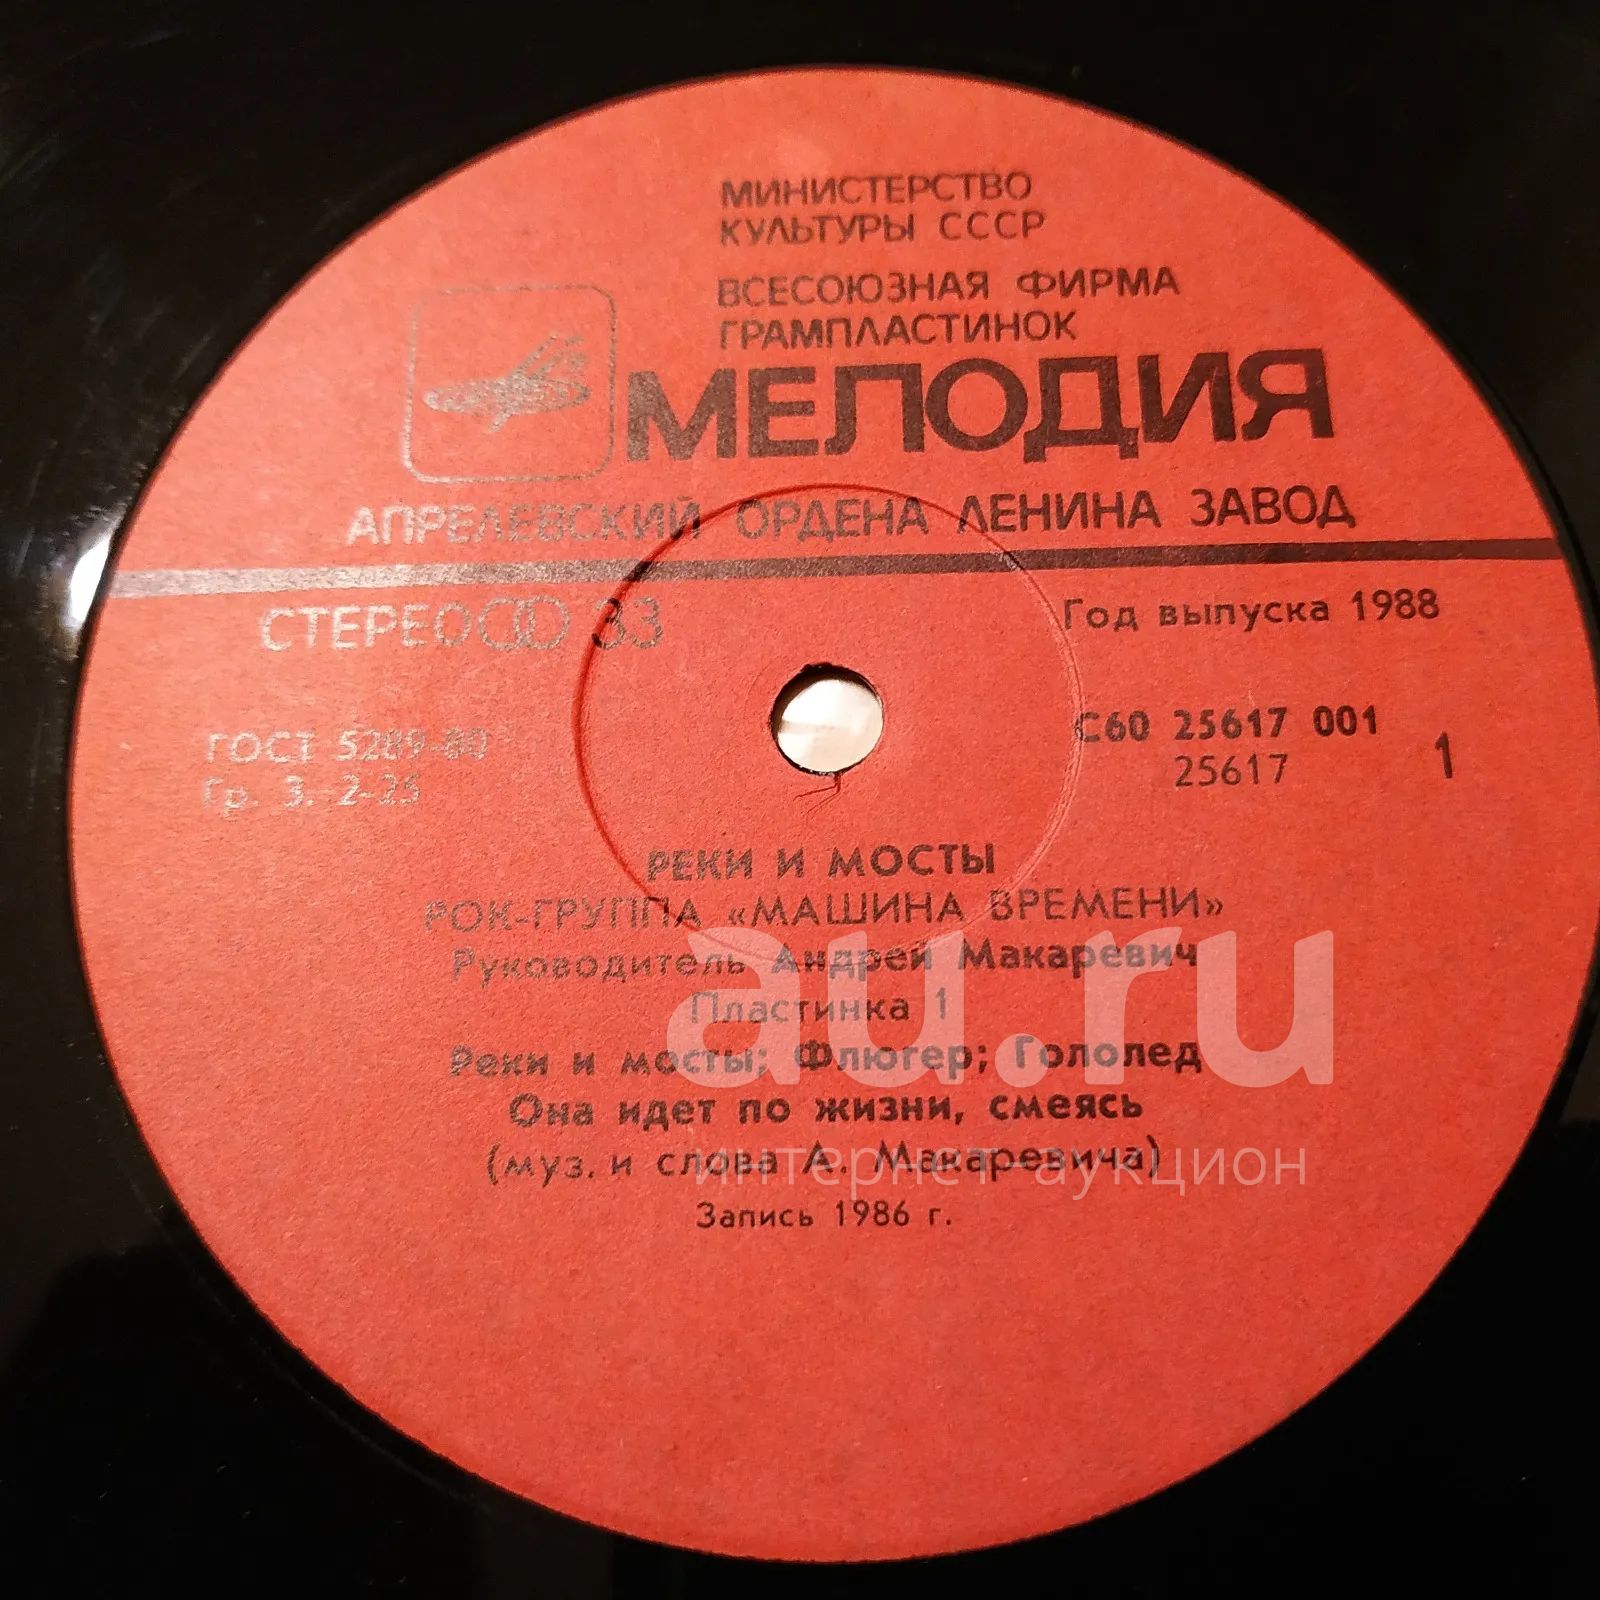 МИНИСТЕРСТВО
КУЛЬТУРЫ СССР
ВСЕСОЮЗНАЯ ФИРМА
ГРАМПЛАСТИНОК
МЕЛОДИЯ
АПРЕЛЕВСКИЙ ОРДЕНА ЛЕНИНА ЗАВОД
СТЕРЕО 33
Год выпуска 1988
ГОСТ 5289-80
Гр. 3. 2-25
С60 25617 001
25617
1
РЕКИ И МОСТЫ
РОК-ГРУППА «МАШИНА ВРЕМЕНИ»
Руководитель Андрей Макаревич
Пластинка 1
Реки и мосты; Флюгер; Гололед
Она идет по жизни, смеясь
(муз. и слова А. Макаревича)
Запись 1986 г.
au.ru
интернет-аукцион